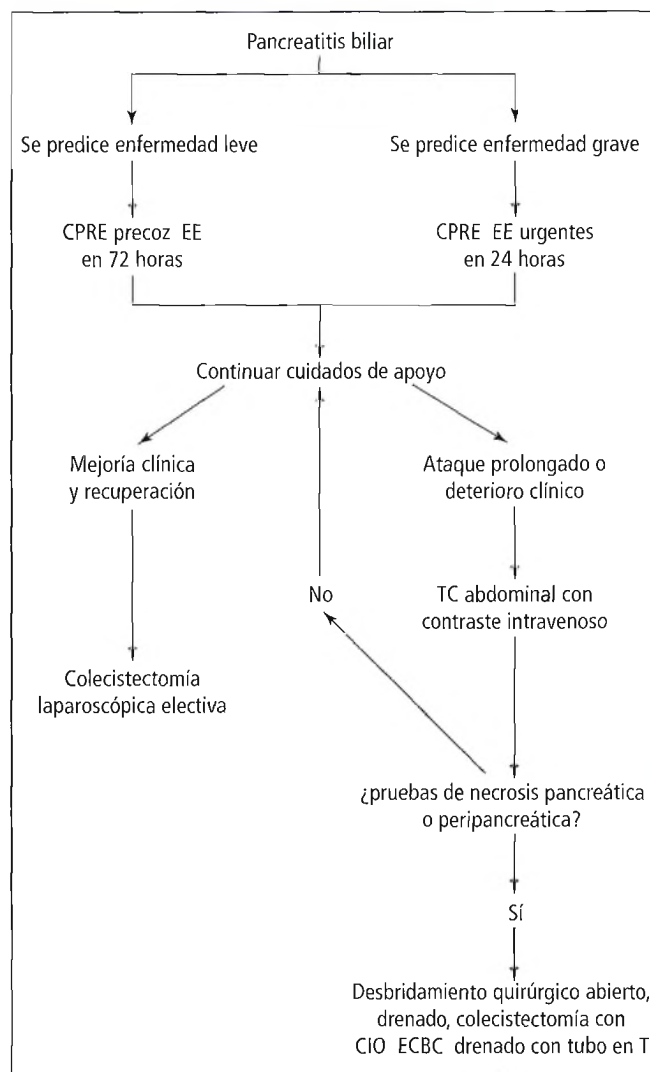 Pancreatitis biliar
Se predice enfermedad leve
Se predice enfermedad grave
CPRE precoz EE
en 72 horas
CPRE EE urgentes
en 24 horas
Continuar cuidados de apoyo
Mejoría clínica
y recuperación
Ataque prolongado o
deterioro clínico
No
TC abdominal con
contraste intravenoso
Colecistectomía
laparoscópica electiva
¿pruebas de necrosis pancreática
o peripancreática?
Sí
Desbridamiento quirúrgico abierto,
drenado, colecistectomía con
CIO ECBC drenado con tubo en T